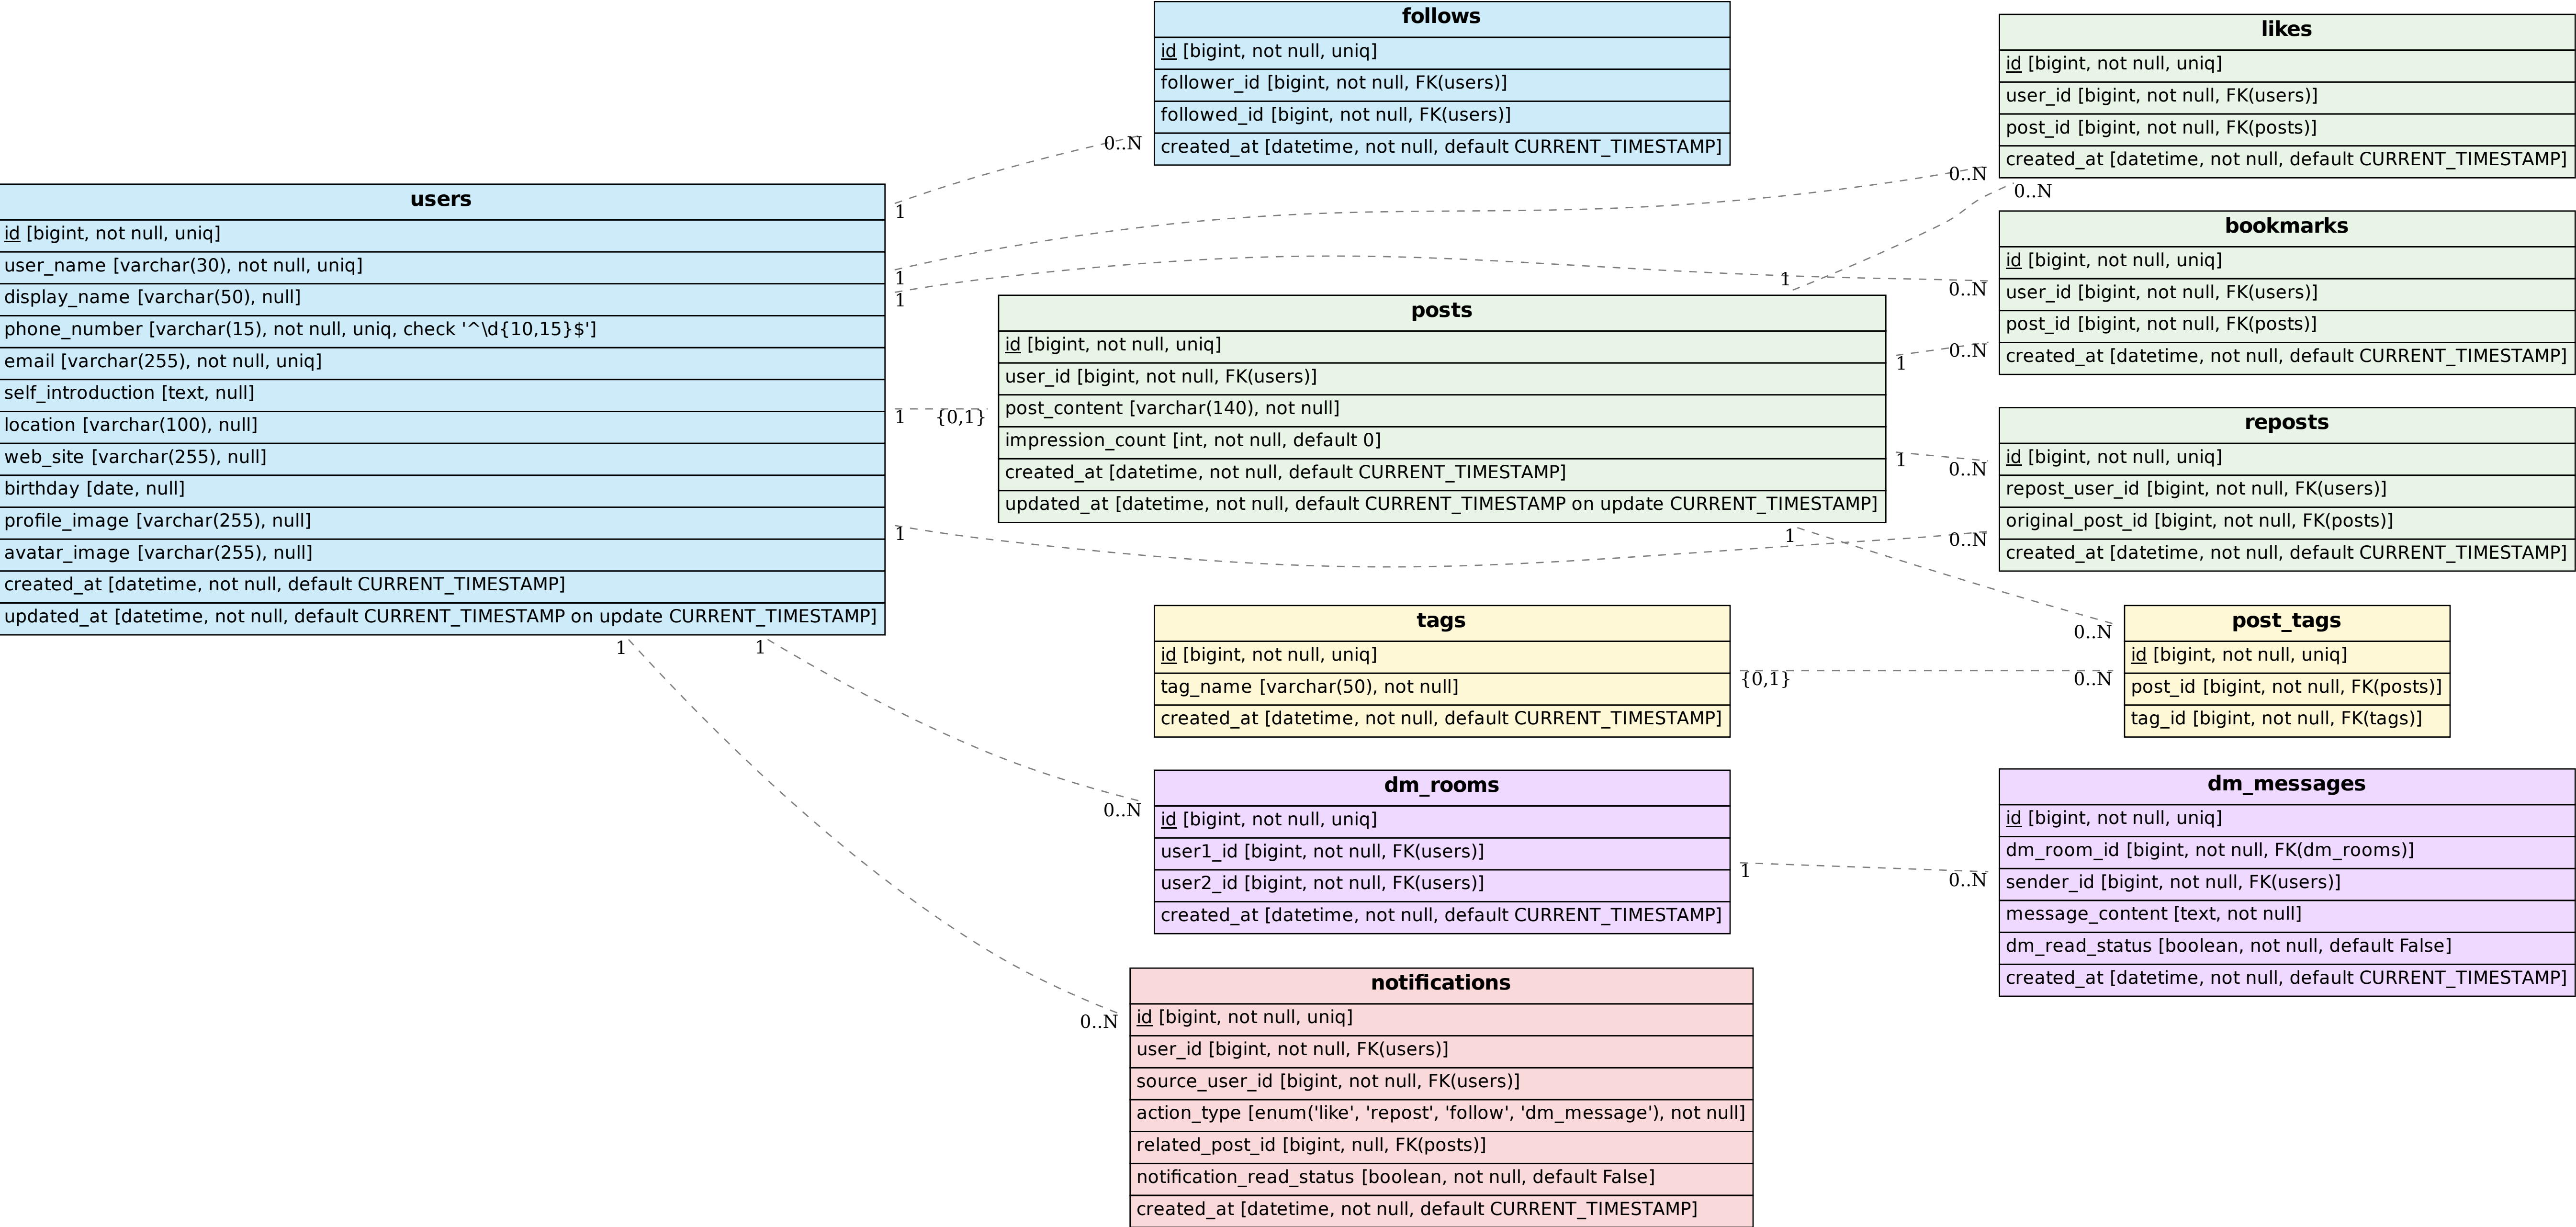 follows
id [bigint, not null, uniq]
follower_id [bigint, not null, FK(users)]
followed_id [bigint, not null, FK(users)]
created_at [datetime, not null, default CURRENT_TIMESTAMP]
likes
id [bigint, not null, uniq]
user_id [bigint, not null, FK(users)]
post_id [bigint, not null, FK(posts)]
created_at [datetime, not null, default CURRENT_TIMESTAMP]
0..N
0..N
0..N
1
1
1
1
0..N
users
id [bigint, not null, uniq]
user_name [varchar(30), not null, uniq]
display_name [varchar(50), null]
phone_number [varchar(15), not null, uniq, check '^\d{10,15}$']
email [varchar(255), not null, uniq]
self_introduction [text, null]
location [varchar(100), null]
web_site [varchar(255), null]
birthday [date, null]
profile_image [varchar(255), null]
avatar_image [varchar(255), null]
created_at [datetime, not null, default CURRENT_TIMESTAMP]
updated_at [datetime, not null, default CURRENT_TIMESTAMP on update CURRENT_TIMESTAMP]
bookmarks
id [bigint, not null, uniq]
user_id [bigint, not null, FK(users)]
post_id [bigint, not null, FK(posts)]
created_at [datetime, not null, default CURRENT_TIMESTAMP]
posts
id [bigint, not null, uniq]
user_id [bigint, not null, FK(users)]
post_content [varchar(140), not null]
impression_count [int, not null, default 0]
created_at [datetime, not null, default CURRENT_TIMESTAMP]
updated_at [datetime, not null, default CURRENT_TIMESTAMP on update CURRENT_TIMESTAMP]
1
0..N
1
{0,1}
1
0..N
reposts
id [bigint, not null, uniq]
repost_user_id [bigint, not null, FK(users)]
original_post_id [bigint, not null, FK(posts)]
created_at [datetime, not null, default CURRENT_TIMESTAMP]
1
1
0..N
1
1
0..N
tags
id [bigint, not null, uniq]
tag_name [varchar(50), not null]
created_at [datetime, not null, default CURRENT_TIMESTAMP]
{0,1}
0..N
post_tags
id [bigint, not null, uniq]
post_id [bigint, not null, FK(posts)]
tag_id [bigint, not null, FK(tags)]
0..N
dm_rooms
id [bigint, not null, uniq]
user1_id [bigint, not null, FK(users)]
user2_id [bigint, not null, FK(users)]
created_at [datetime, not null, default CURRENT_TIMESTAMP]
1
0..N
dm_messages
id [bigint, not null, uniq]
dm_room_id [bigint, not null, FK(dm_rooms)]
sender_id [bigint, not null, FK(users)]
message_content [text, not null]
dm_read_status [boolean, not null, default False]
created_at [datetime, not null, default CURRENT_TIMESTAMP]
0..N
notifications
id [bigint, not null, uniq]
user_id [bigint, not null, FK(users)]
source_user_id [bigint, not null, FK(users)]
action_type [enum('like', 'repost', 'follow', 'dm_message'), not null]
related_post_id [bigint, null, FK(posts)]
notification_read_status [boolean, not null, default False]
created_at [datetime, not null, default CURRENT_TIMESTAMP]